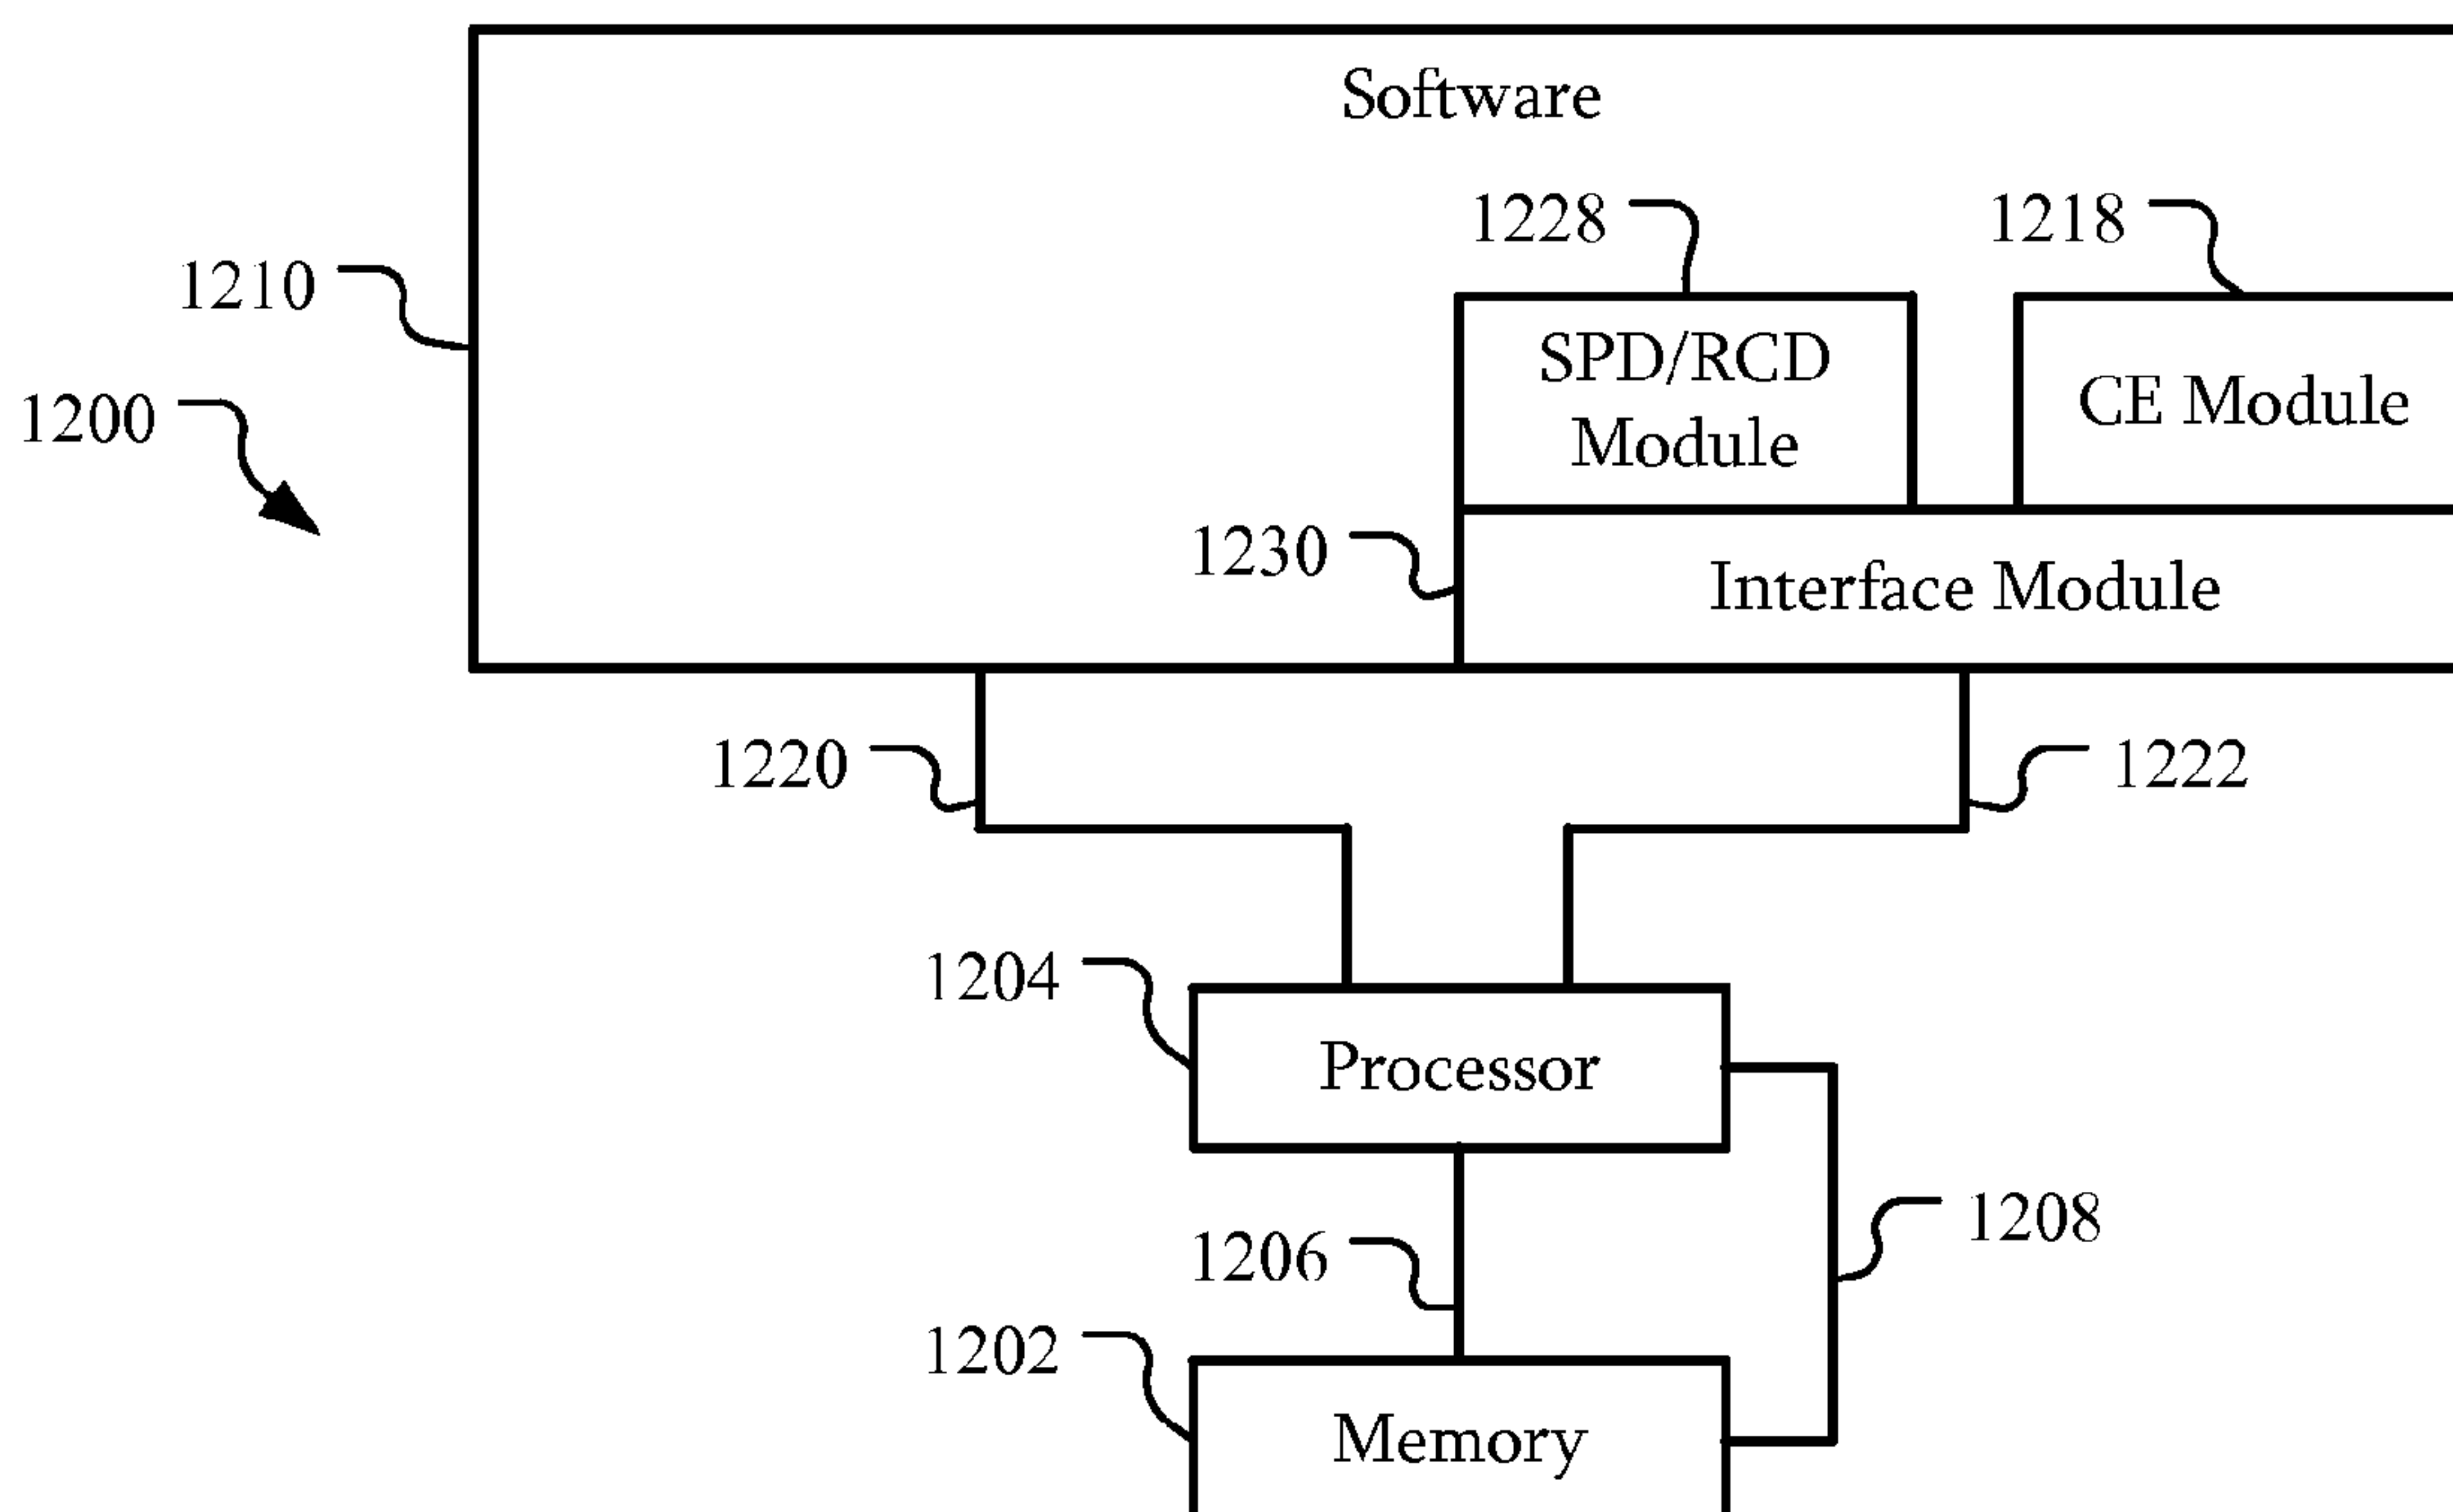 Software
1228
1218
1210
SPD/RCD
Module
CE Module
1200
1230
Interface Module
1220
1222
1204
Processor
1208
1206
1202
Memory